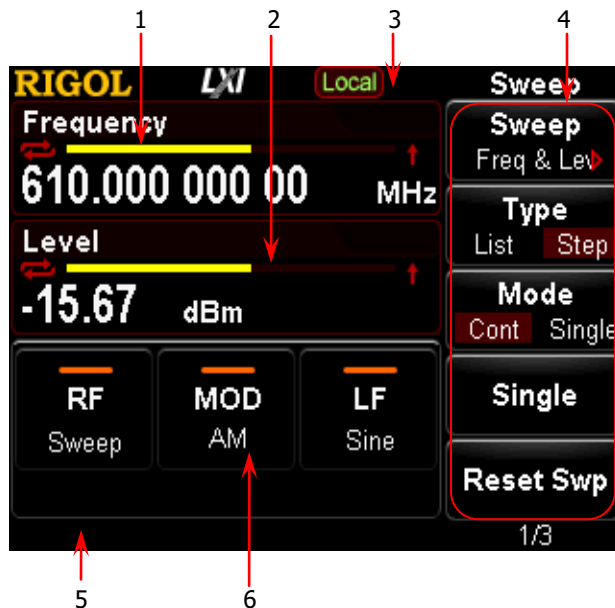 1 2 3 4
RIGOL LXI Local Sweep
Frequency
610.000 000 00 MHz
Level
-15.67 dBm
RF
Sweep
MOD
AM
LF
Sine
Sweep
Freq & Lev
Type
List Step
Mode
Cont Single
Single
Reset Swp
1/3
5 6